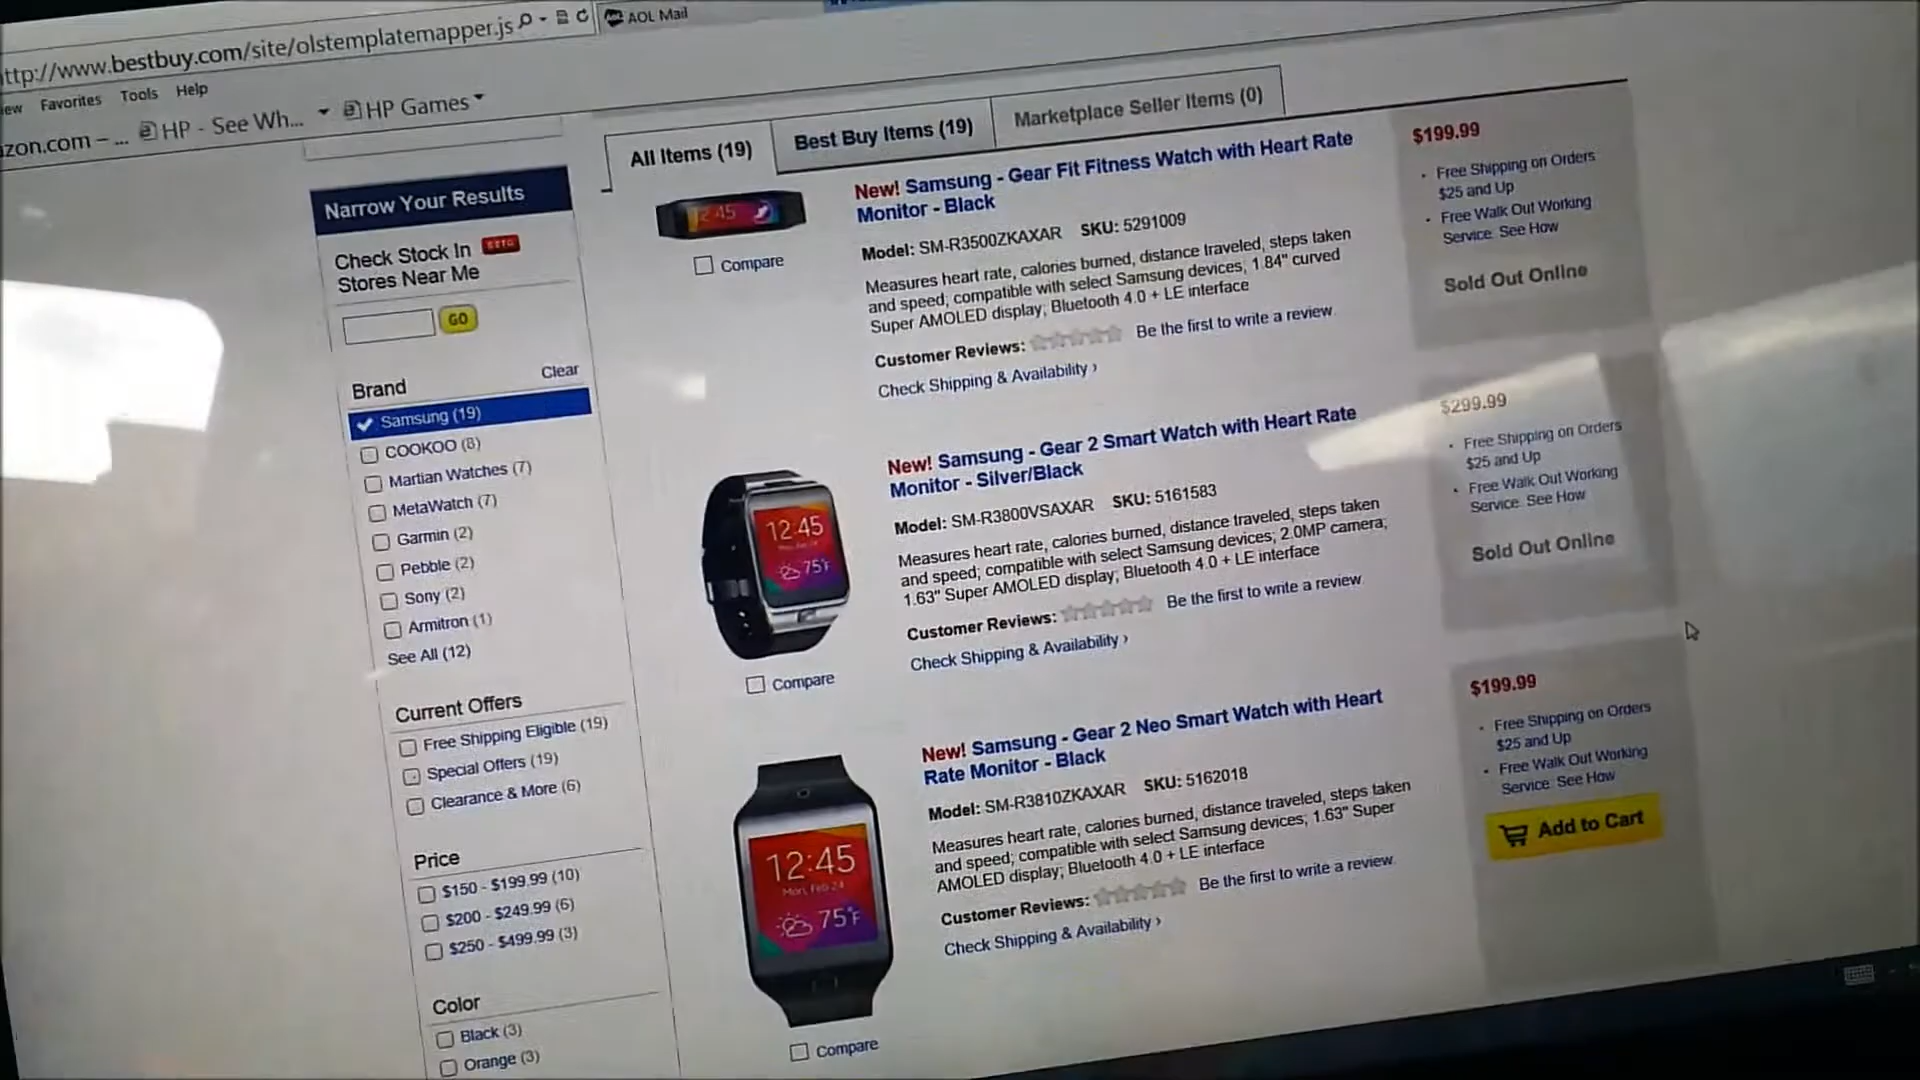 ttp://www.bestbuy.com/site/olstemplatemapper.js
AOL Mail
iew Favorites Tools Help
azon.com – ... HP - See Wh... HP Games
All Items (19)
Best Buy Items (19)
Marketplace Seller Items (0)
Narrow Your Results
Check Stock In BETA
Stores Near Me
GO
Brand Clear
Samsung (19)
COOKOO (8)
Martian Watches (7)
MetaWatch (7)
Garmin (2)
Pebble (2)
Sony (2)
Armitron (1)
See All (12)
Current Offers
Free Shipping Eligible (19)
Special Offers (19)
Clearance & More (6)
Price
$150 - $199.99 (10)
$200 - $249.99 (6)
$250 - $499.99 (3)
Color
Black (3)
Orange (3)
2:45
Compare
New! Samsung - Gear Fit Fitness Watch with Heart Rate
Monitor - Black
Model: SM-R3500ZKAXAR SKU: 5291009
Measures heart rate, calories burned, distance traveled, steps taken
and speed; compatible with select Samsung devices; 1.84" curved
Super AMOLED display; Bluetooth 4.0 + LE interface
Customer Reviews: Be the first to write a review.
Check Shipping & Availability ›
$199.99
Free Shipping on Orders
$25 and Up
Free Walk Out Working
Service. See How
Sold Out Online
12:45
75°F
Compare
New! Samsung - Gear 2 Smart Watch with Heart Rate
Monitor - Silver/Black
Model: SM-R3800VSAXAR SKU: 5161583
Measures heart rate, calories burned, distance traveled, steps taken
and speed; compatible with select Samsung devices; 2.0MP camera;
1.63" Super AMOLED display; Bluetooth 4.0 + LE interface
Customer Reviews: Be the first to write a review.
Check Shipping & Availability ›
$299.99
Free Shipping on Orders
$25 and Up
Free Walk Out Working
Service. See How
Sold Out Online
12:45
Mon, Feb 24
75°F
Compare
New! Samsung - Gear 2 Neo Smart Watch with Heart
Rate Monitor - Black
Model: SM-R3810ZKAXAR SKU: 5162018
Measures heart rate, calories burned, distance traveled, steps taken
and speed; compatible with select Samsung devices; 1.63" Super
AMOLED display; Bluetooth 4.0 + LE interface
Customer Reviews: Be the first to write a review.
Check Shipping & Availability ›
$199.99
Free Shipping on Orders
$25 and Up
Free Walk Out Working
Service. See How
Add to Cart